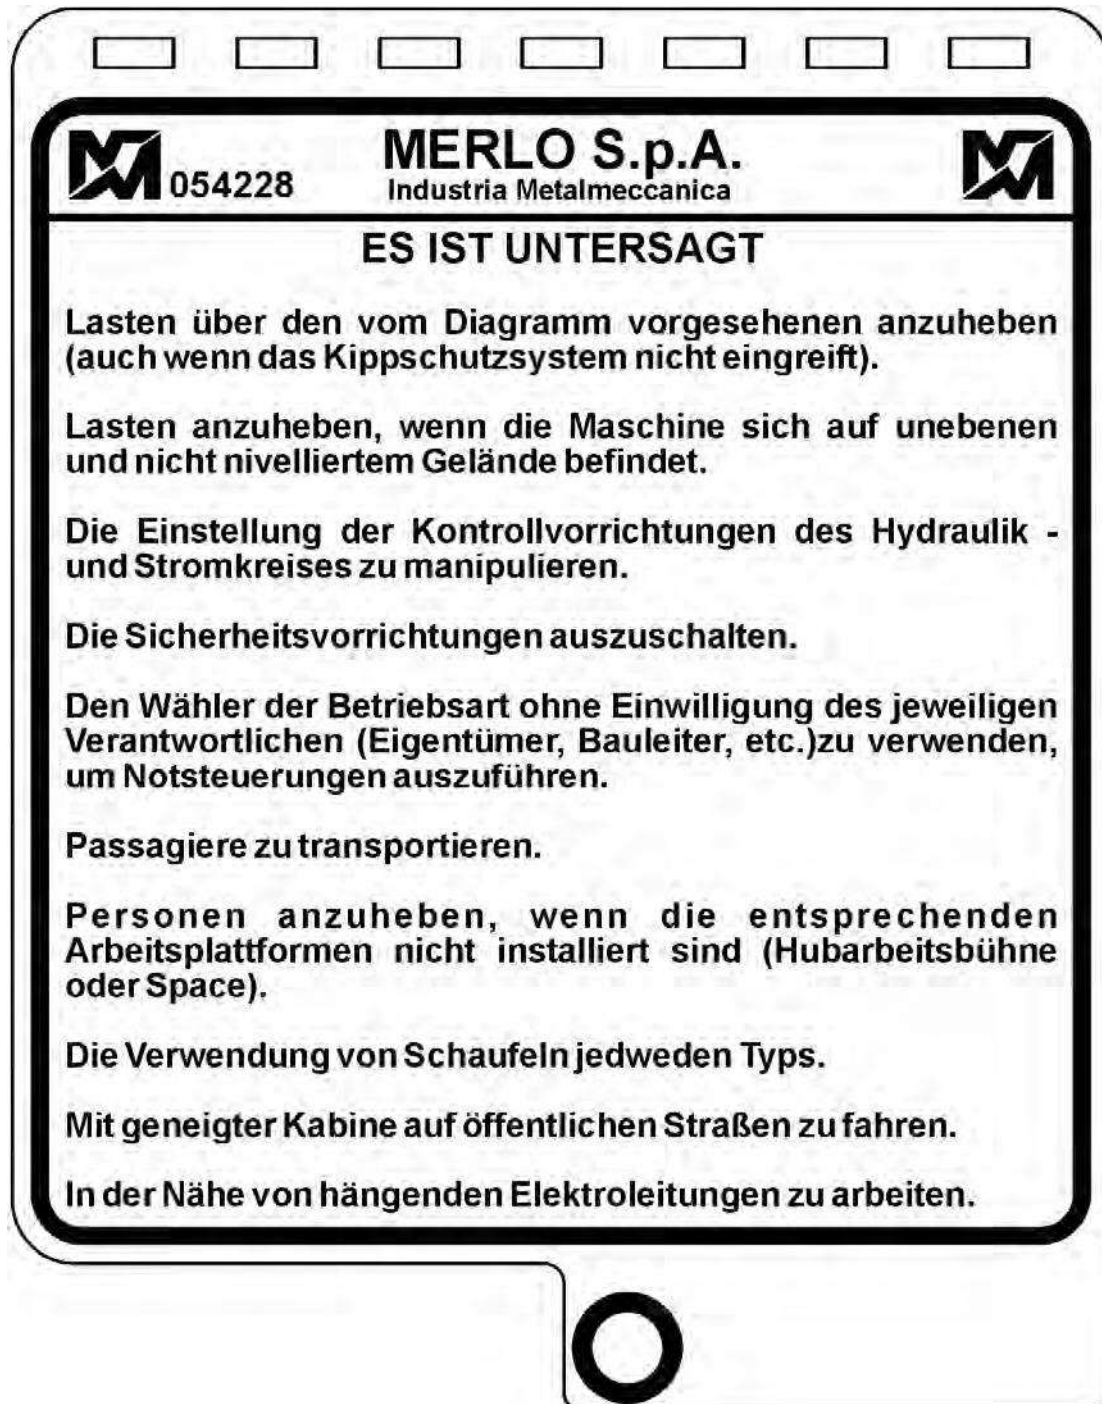 054228
MERLO S.p.A.
Industria Metalmeccanica
ES IST UNTERSAGT
Lasten über den vom Diagramm vorgesehenen anzuheben
(auch wenn das Kippschutzsystem nicht eingreift).
Lasten anzuheben, wenn die Maschine sich auf unebenen
und nicht nivelliertem Gelände befindet.
Die Einstellung der Kontrollvorrichtungen des Hydraulik -
und Stromkreises zu manipulieren.
Die Sicherheitsvorrichtungen auszuschalten.
Den Wähler der Betriebsart ohne Einwilligung des jeweiligen
Verantwortlichen (Eigentümer, Bauleiter, etc.)zu verwenden,
um Notsteuerungen auszuführen.
Passagiere zu transportieren.
Personen anzuheben, wenn die entsprechenden
Arbeitsplattformen nicht installiert sind (Hubarbeitsbühne
oder Space).
Die Verwendung von Schaufeln jedweden Typs.
Mit geneigter Kabine auf öffentlichen Straßen zu fahren.
In der Nähe von hängenden Elektroleitungen zu arbeiten.